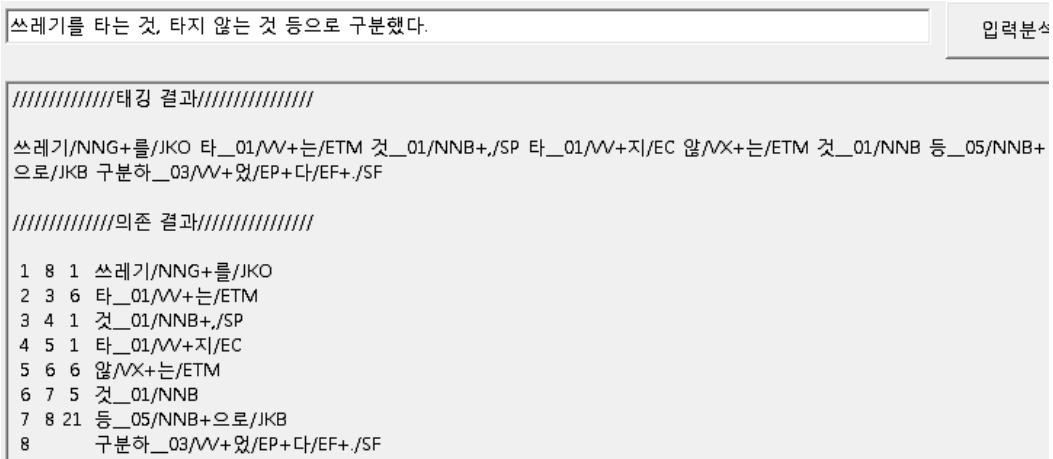 쓰레기를 타는 것, 타지 않는 것 등으로 구분했다.
입력분석
//////////////태깅 결과////////////////
쓰레기/NNG+를/JKO 타__01/VV+는/ETM 것__01/NNB+,/SP 타__01/VV+지/EC 않/VX+는/ETM 것__01/NNB 등__05/NNB+
으로/JKB 구분하__03/VV+었/EP+다/EF+./SF
//////////////의존 결과////////////////
1 8 1 쓰레기/NNG+를/JKO
2 3 6 타__01/VV+는/ETM
3 4 1 것__01/NNB+,/SP
4 5 1 타__01/VV+지/EC
5 6 6 않/VX+는/ETM
6 7 5 것__01/NNB
7 8 21 등__05/NNB+으로/JKB
8 구분하__03/VV+었/EP+다/EF+./SF